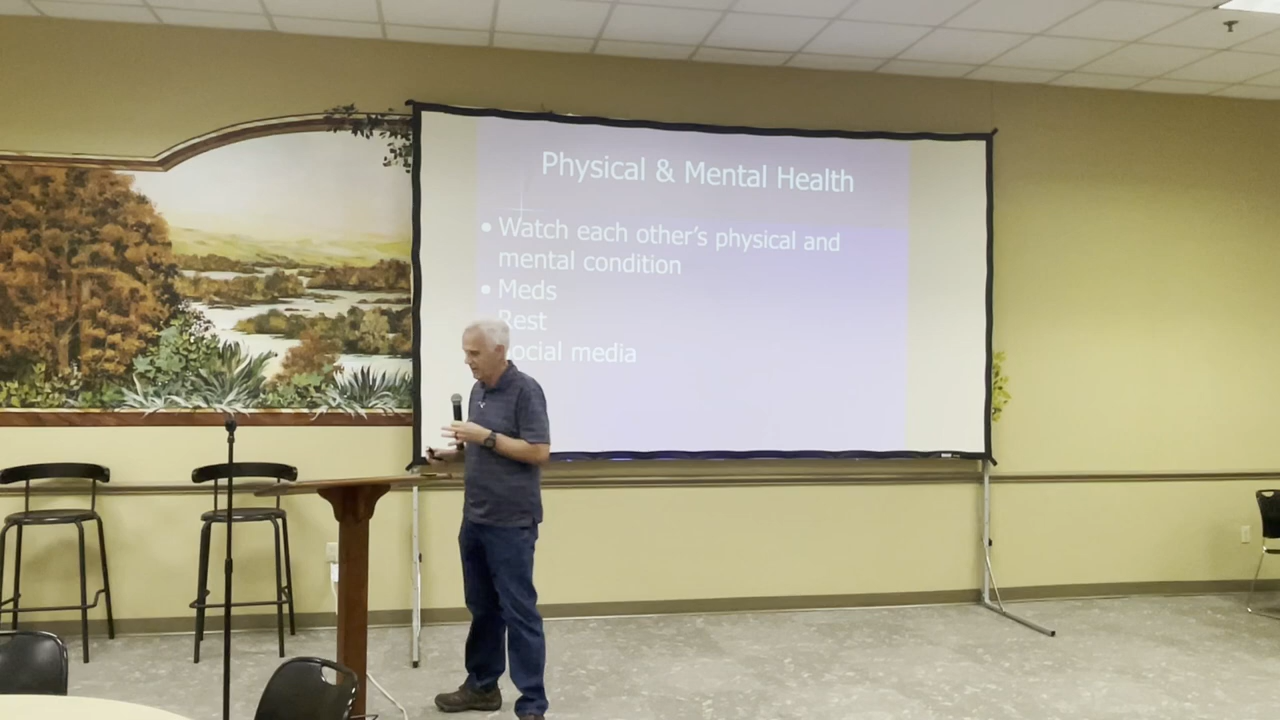 Physical & Mental Health
• Watch each other's physical and
mental condition
• Meds
Rest
ocial media